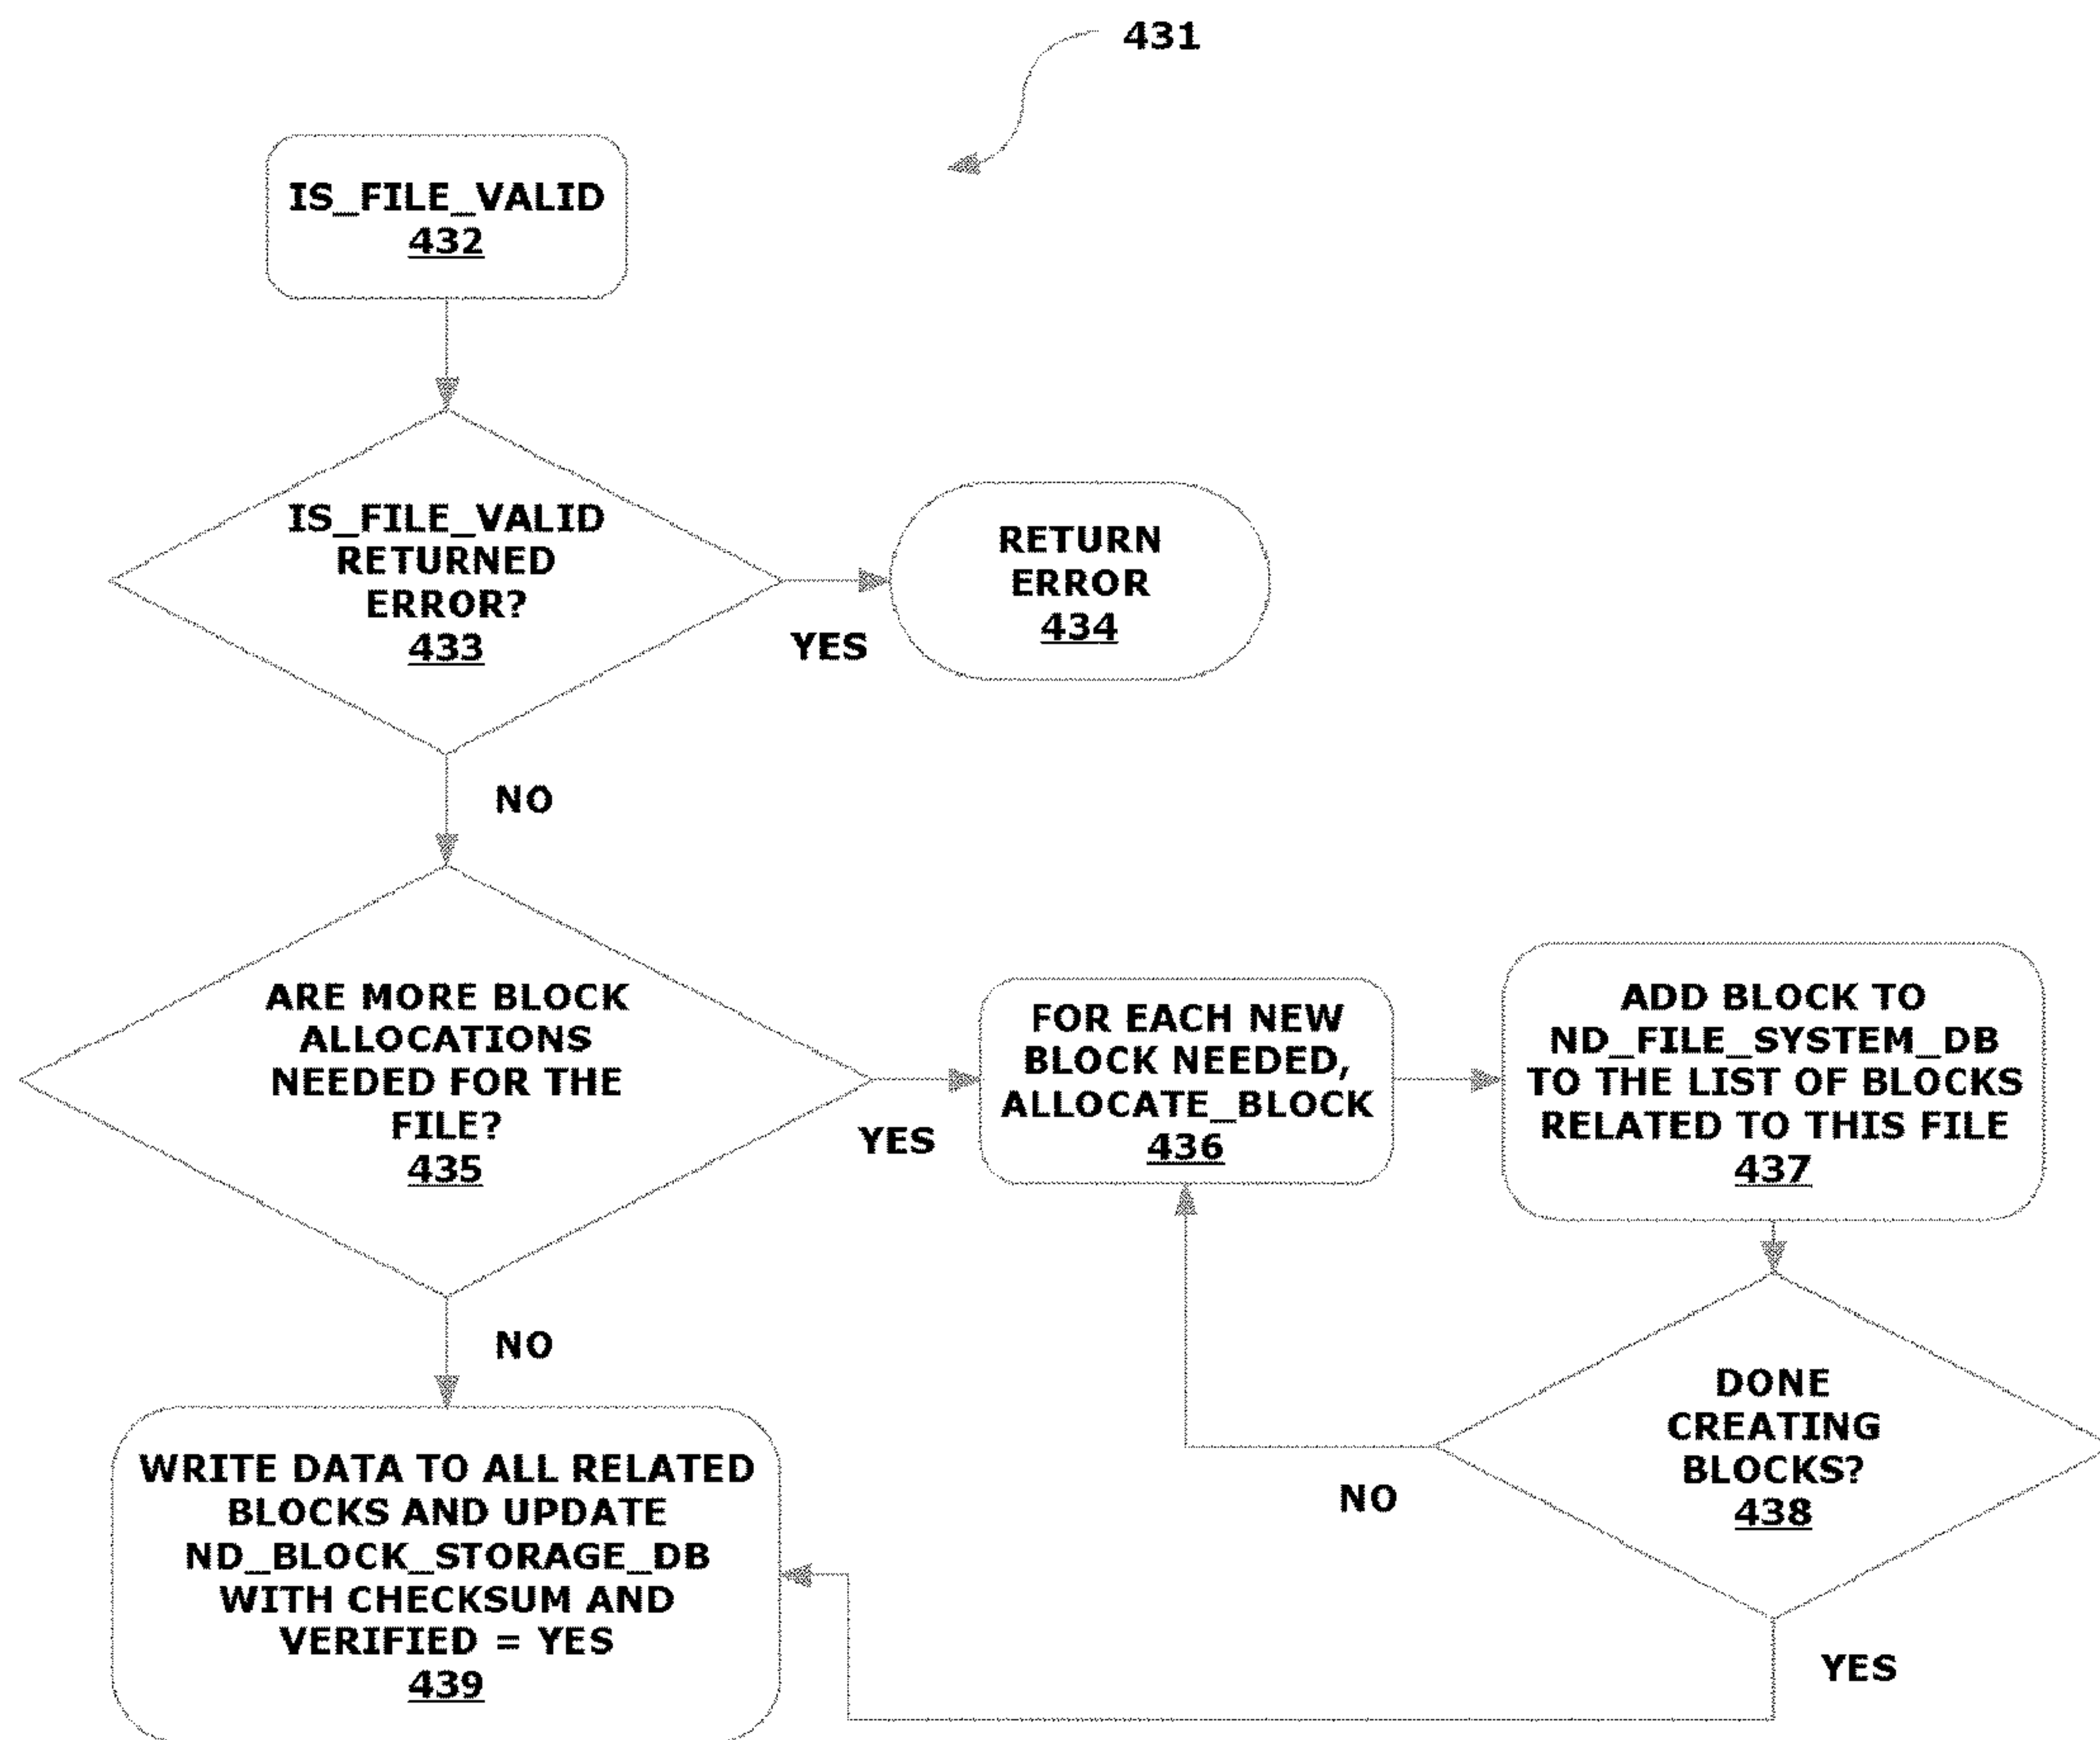 431
IS_FILE_VALID
432
IS_FILE_VALID
RETURNED
ERROR?
433
YES
RETURN
ERROR
434
NO
ARE MORE BLOCK
ALLOCATIONS
NEEDED FOR THE
FILE?
435
YES
FOR EACH NEW
BLOCK NEEDED,
ALLOCATE_BLOCK
436
ADD BLOCK TO
ND_FILE_SYSTEM_DB
TO THE LIST OF BLOCKS
RELATED TO THIS FILE
437
DONE
CREATING
BLOCKS?
438
NO
YES
NO
WRITE DATA TO ALL RELATED
BLOCKS AND UPDATE
ND_BLOCK_STORAGE_DB
WITH CHECKSUM AND
VERIFIED = YES
439